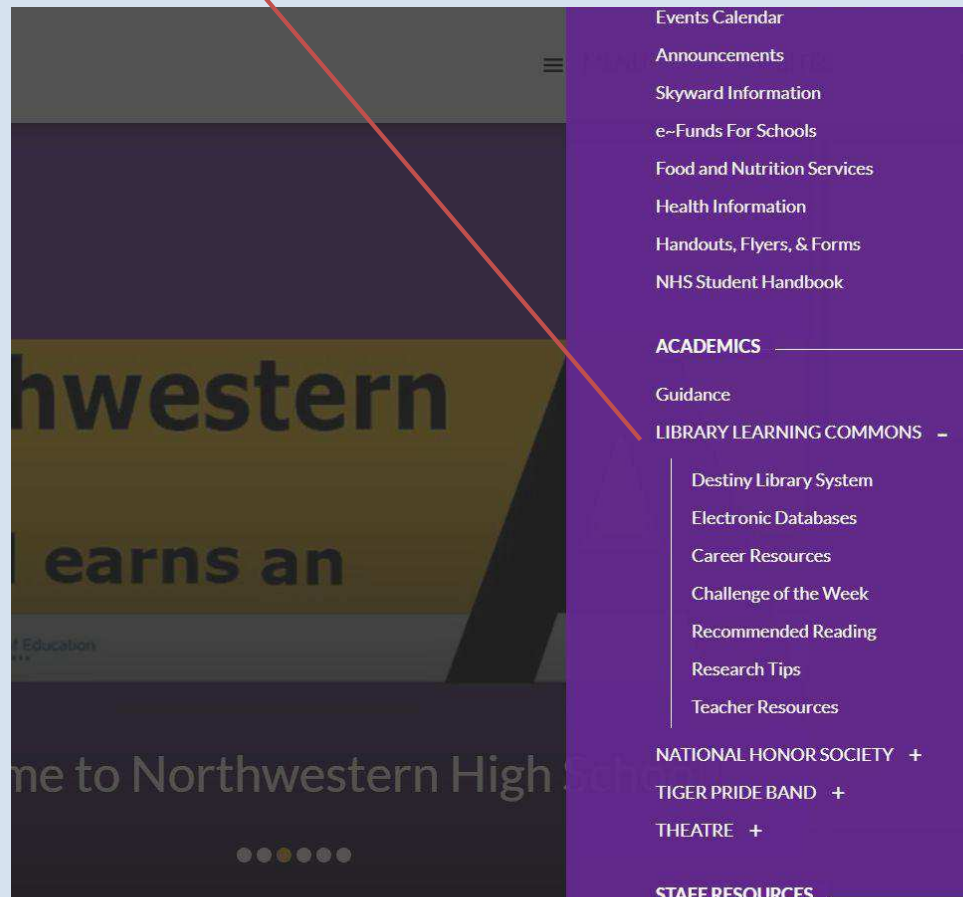 Events Calendar
Announcements
Skyward Information
e~Funds For Schools
Food and Nutrition Services
Health Information
Handouts, Flyers, & Forms
NHS Student Handbook
ACADEMICS
Guidance
LIBRARY LEARNING COMMONS -
Destiny Library System
Electronic Databases
Career Resources
Challenge of the Week
Recommended Reading
Research Tips
Teacher Resources
NATIONAL HONOR SOCIETY +
TIGER PRIDE BAND +
THEATRE +
STAFF RESOURCES
hwestern
earns an
A
f Education
me to Northwestern High School